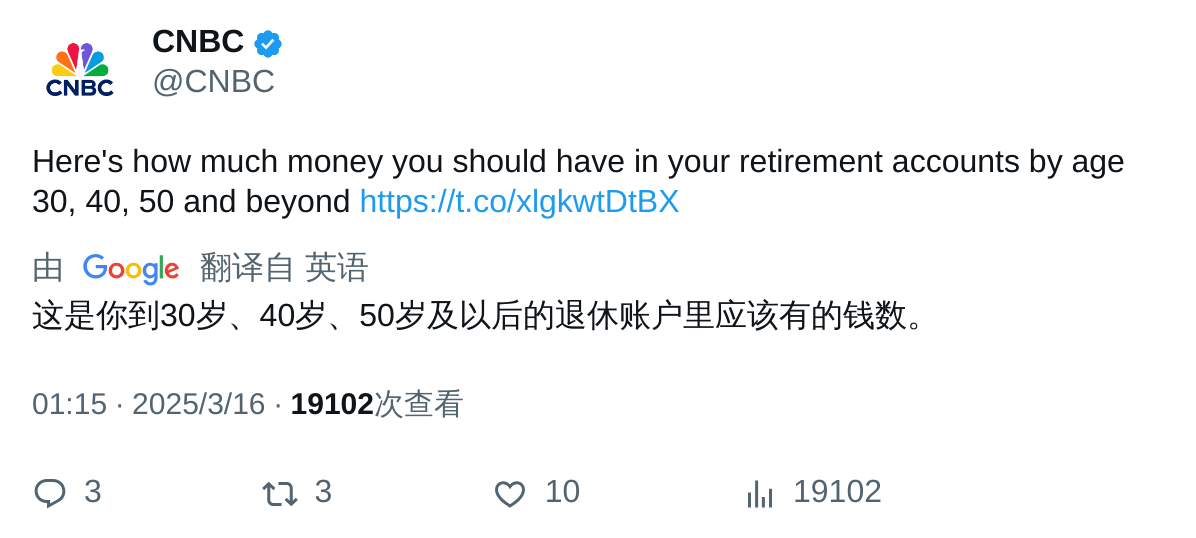 CNBC
CNBC
@CNBC
Here's how much money you should have in your retirement accounts by age
30, 40, 50 and beyond https://t.co/xlgkwtDtBX
由 Google 翻译自 英语
这是你到30岁、40岁、50岁及以后的退休账户里应该有的钱数。
01:15 · 2025/3/16 · 19102次查看
3 3 10 19102